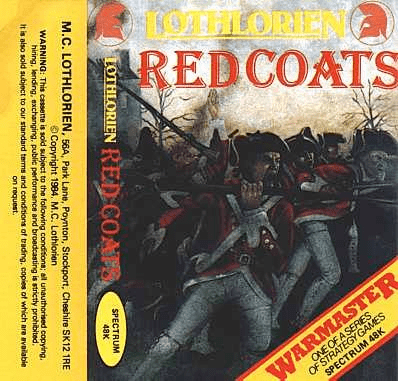 M.C. LOTHLORIEN, 56A, Park Lane, Poynton, Stockport, Cheshire SK12 1RE
© Copyright 1984. M.C. Lothlorien
WARNING: This cassette is sold subject to the following conditions; all unauthorised copying,
hiring, lending, exchanging, public performance and broadcasting is strictly prohibited.
It is also sold subject to our standard terms and conditions of trading, copies of which are available
on request.
LOTHLORIEN RED COATS
SPECTRUM
48K
LOTHLORIEN
RED COATS
WARMASTER
ONE OF A SERIES
OF STRATEGY GAMES
SPECTRUM 48K